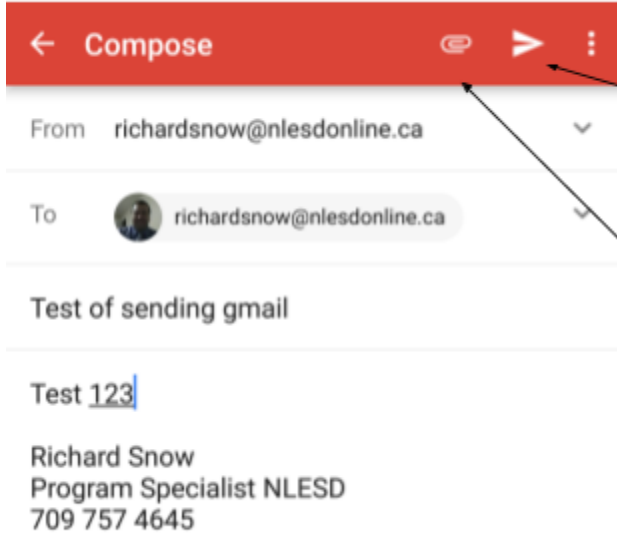 Compose
From richardsnow@nlesdonline.ca
To richardsnow@nlesdonline.ca
Test of sending gmail
Test 123
Richard Snow
Program Specialist NLESD
709 757 4645